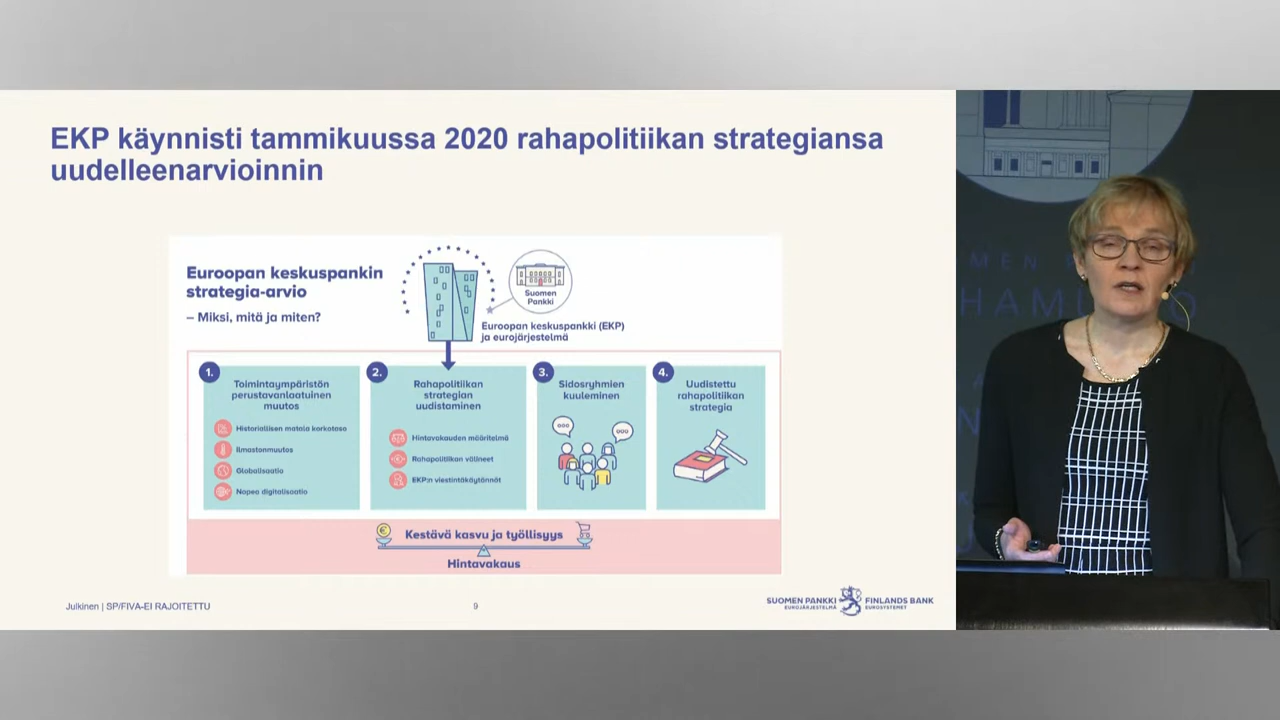 EKP käynnisti tammikuussa 2020 rahapolitiikan strategiansa
uudelleenarvioinnin
Euroopan keskuspankin
strategia-arvio
– Miksi, mitä ja miten?
Suomen
Pankki
Euroopan keskuspankki (EKP)
ja eurojärjestelmä
1.
Toimintaympäristön
perustavanlaatuinen
muutos
Historiallisen matala korkotaso
Ilmastonmuutos
Globalisaatio
Nopea digitalisaatio
2.
Rahapolitiikan
strategian
uudistaminen
Hintavakauden määritelmä
Rahapolitiikan välineet
EKP:n viestintäkäytännöt
3.
Sidosryhmien
kuuleminen
4.
Uudistettu
rahapolitiikan
strategia
Kestävä kasvu ja työllisyys
Hintavakaus
Julkinen | SP/FIVA-EI RAJOITETTU
9
SUOMEN PANKKI
EUROJÄRJESTELMÄ
FINLANDS BANK
EUROSYSTEMET